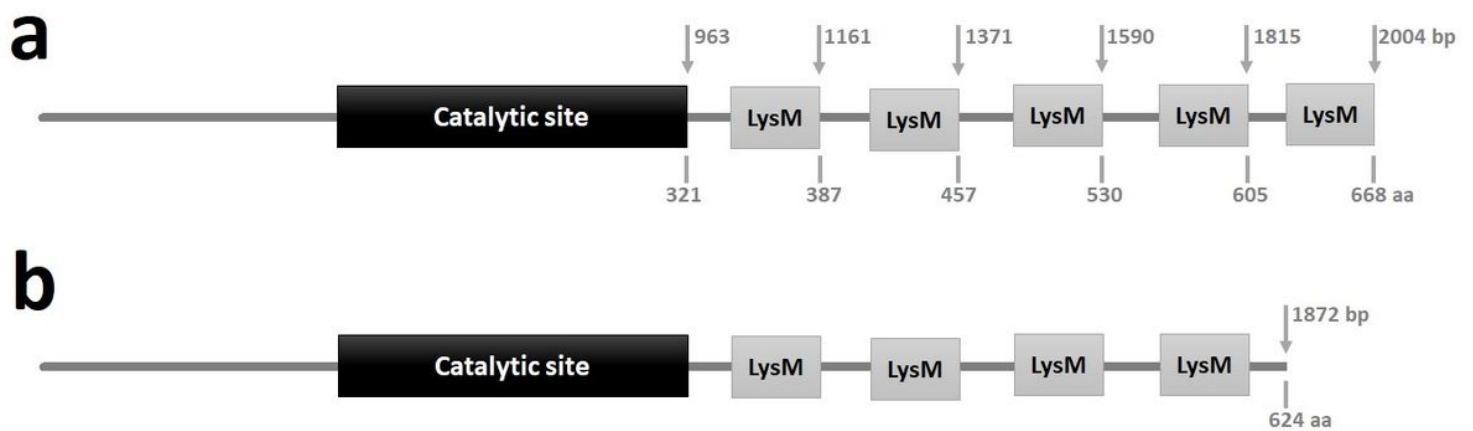 a
963 1161 1371 1590 1815 2004 bp
Catalytic site LysM LysM LysM LysM LysM
321 387 457 530 605 668 aa
b
1872 bp
Catalytic site LysM LysM LysM LysM
624 aa